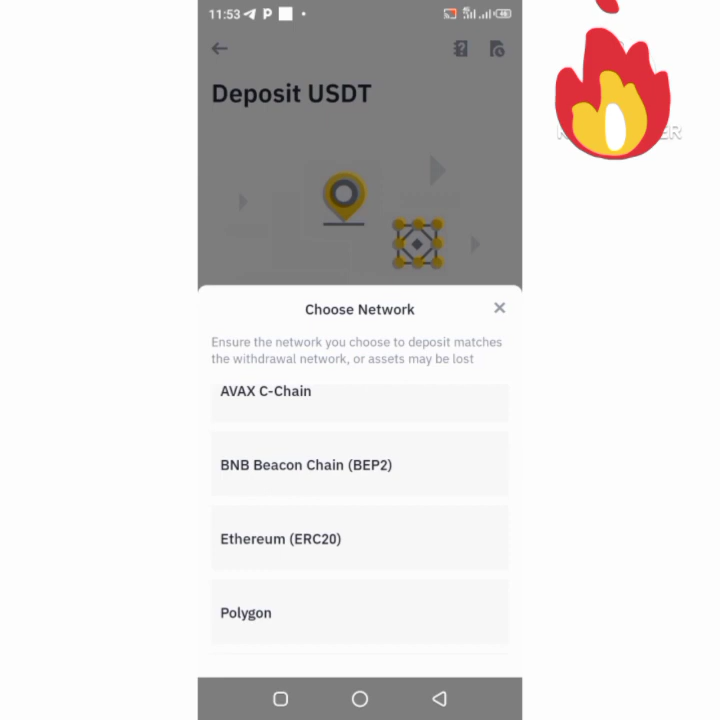 11:53
Deposit USDT
Choose Network
Ensure the network you choose to deposit matches
the withdrawal network, or assets may be lost
AVAX C-Chain
BNB Beacon Chain (BEP2)
Ethereum (ERC20)
Polygon